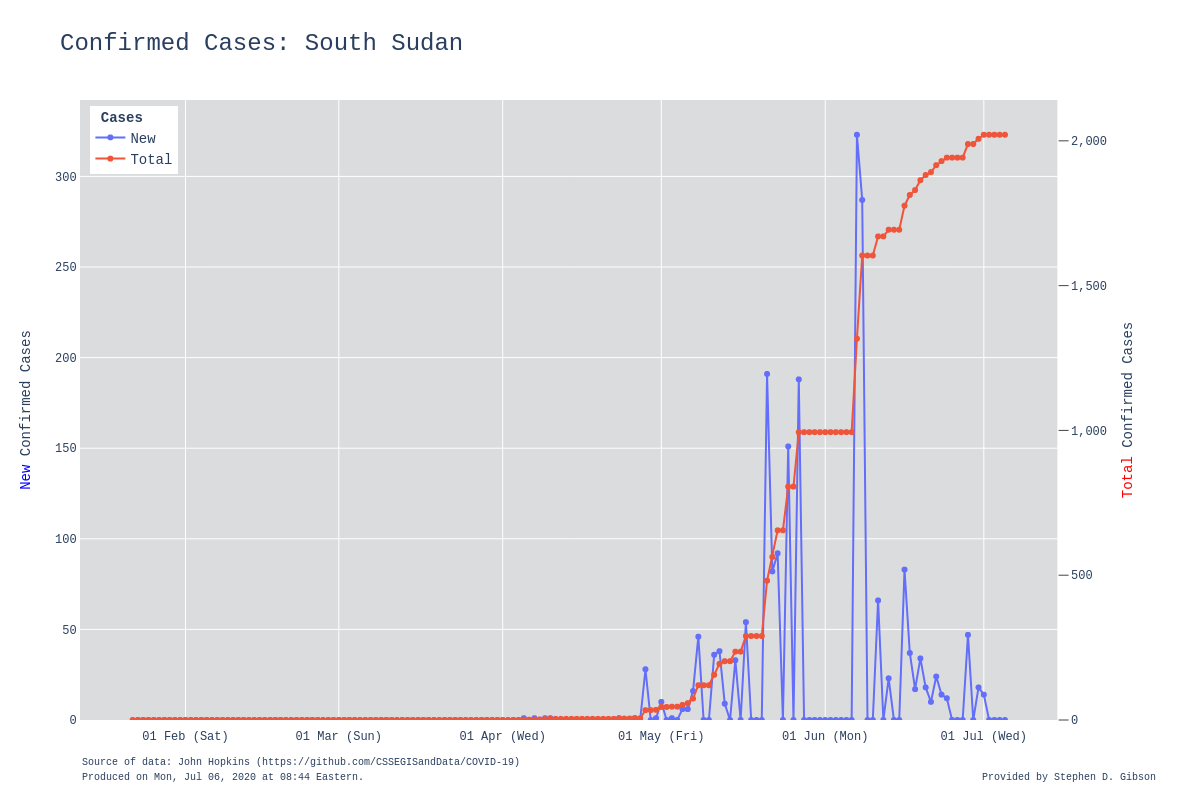 Confirmed Cases: South Sudan
Cases
New
Total
300
250
200
150
100
50
0
2,000
1,500
1,000
500
0
New Confirmed Cases
Total Confirmed Cases
01 Feb (Sat)
01 Mar (Sun)
01 Apr (Wed)
01 May (Fri)
01 Jun (Mon)
01 Jul (Wed)
Source of data: John Hopkins (https://github.com/CSSEGISandData/COVID-19)
Produced on Mon, Jul 06, 2020 at 08:44 Eastern.
Provided by Stephen D. Gibson